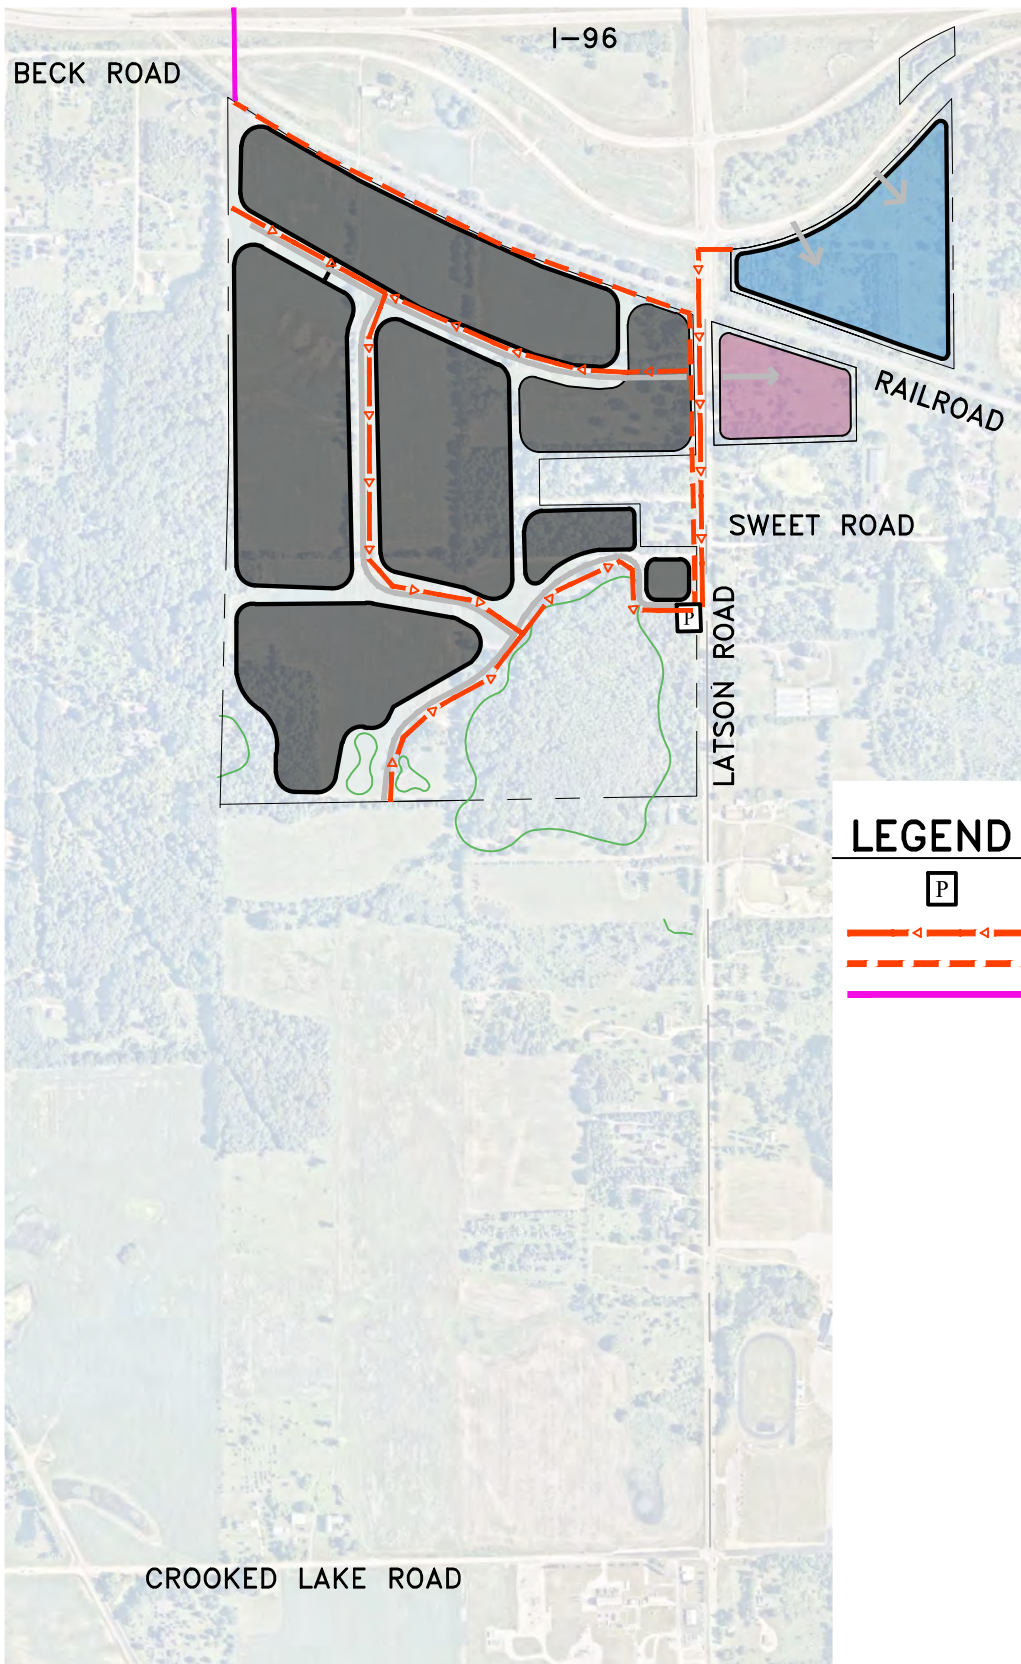 I-96
BECK ROAD
RAILROAD
SWEET ROAD
P
LATSON ROAD
LEGEND
P
CROOKED LAKE ROAD